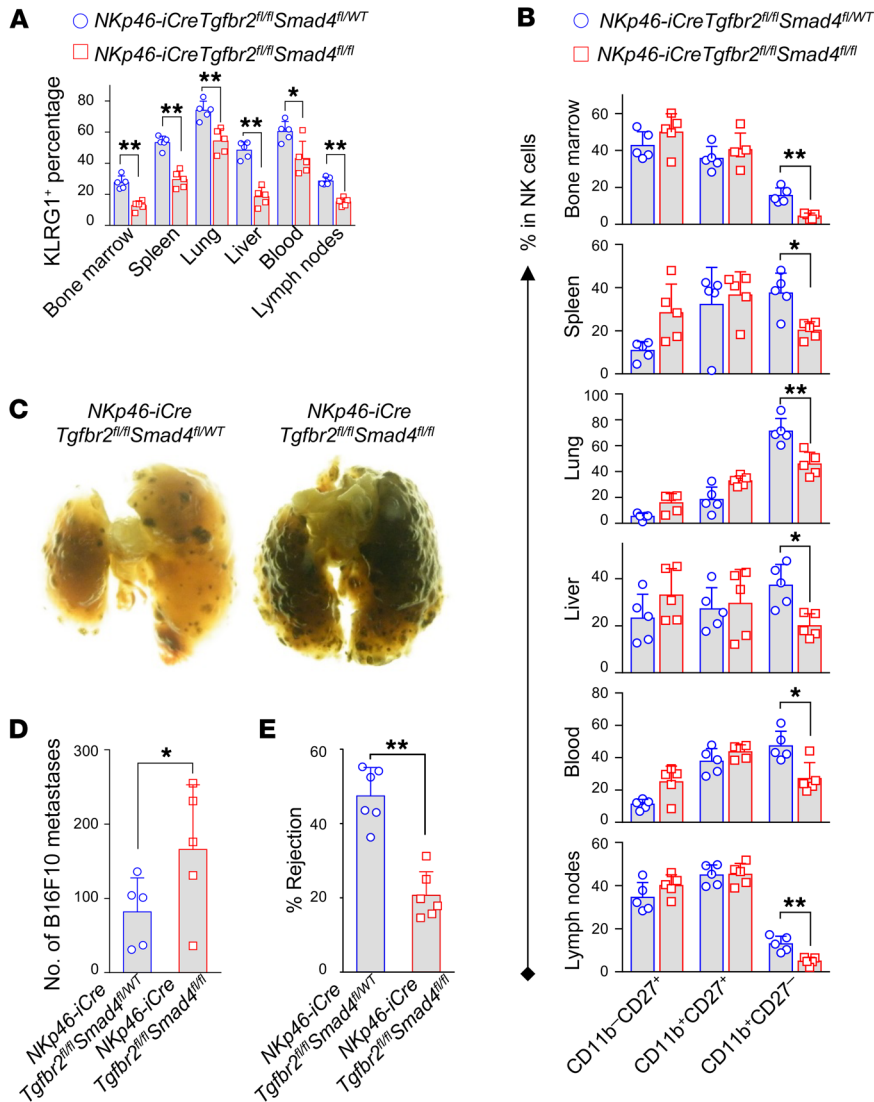 A
NKp46-iCreTgfbr2fl/flSmad4fl/WT
NKp46-iCreTgfbr2fl/flSmad4fl/fl
KLRG1+ percentage
80
60
40
20
0
** ** ** ** * **
Bone marrow
Spleen
Lung
Liver
Blood
Lymph nodes
B
NKp46-iCreTgfbr2fl/flSmad4fl/WT
NKp46-iCreTgfbr2fl/flSmad4fl/fl
% in NK cells
Bone marrow
60
40
20
0
**
Spleen
60
40
20
0
*
Lung
100
80
60
40
20
0
**
Liver
40
20
0
*
Blood
80
60
40
20
0
*
Lymph nodes
60
40
20
0
**
CD11b–CD27+
CD11b+CD27+
CD11b+CD27–
C
NKp46-iCre
Tgfbr2fl/flSmad4fl/WT
NKp46-iCre
Tgfbr2fl/flSmad4fl/fl
D
No. of B16F10 metastases
300
200
100
0
*
NKp46-iCre
Tgfbr2fl/flSmad4fl/WT
NKp46-iCre
Tgfbr2fl/flSmad4fl/fl
E
% Rejection
60
40
20
0
**
NKp46-iCre
Tgfbr2fl/flSmad4fl/WT
NKp46-iCre
Tgfbr2fl/flSmad4fl/fl